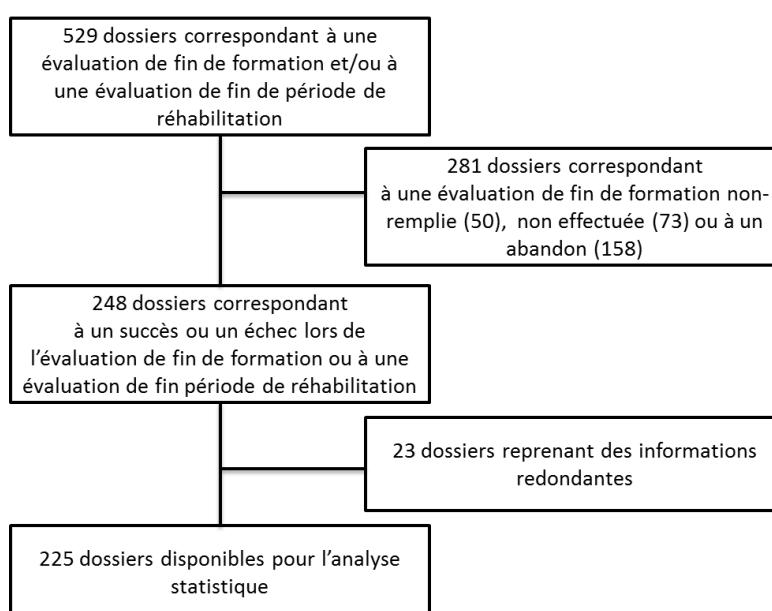 529 dossiers correspondant à une
évaluation de fin de formation et/ou à
une évaluation de fin de période de
réhabilitation
281 dossiers correspondant
à une évaluation de fin de formation non-
remplie (50), non effectuée (73) ou à un
abandon (158)
248 dossiers correspondant
à un succès ou un échec lors de
l’évaluation de fin de formation ou à une
évaluation de fin période de réhabilitation
23 dossiers reprenant des informations
redondantes
225 dossiers disponibles pour l’analyse
statistique